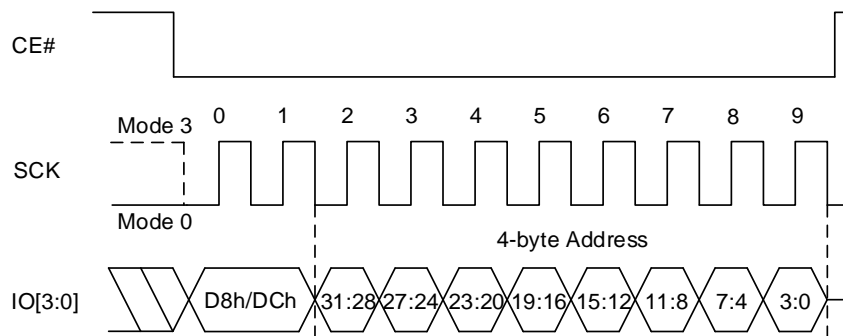 CE#
0 1 2 3 4 5 6 7 8 9
Mode 3
SCK
Mode 0
4-byte Address
IO[3:0] D8h/DCh 31:28 27:24 23:20 19:16 15:12 11:8 7:4 3:0